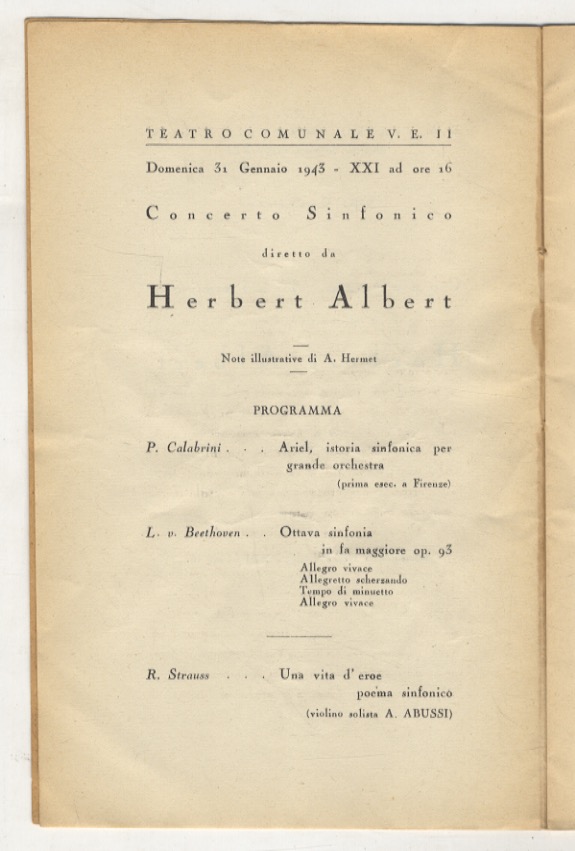 TEATRO COMUNALE V. E. II
Domenica 31 Gennaio 1943 - XXI ad ore 16
Concerto Sinfonico
diretto da
Herbert Albert
Note illustrative di A. Hermet
PROGRAMMA
P. Calabrini . . . Ariel, istoria sinfonica per
grande orchestra
(prima esec. a Firenze)
L. v. Beethoven . . Ottava sinfonia
in fa maggiore op. 93
Allegro vivace
Allegretto scherzando
Tempo di minuetto
Allegro vivace
R. Strauss . . . Una vita d'eroe
poema sinfonico
(violino solista A. ABUSSI)